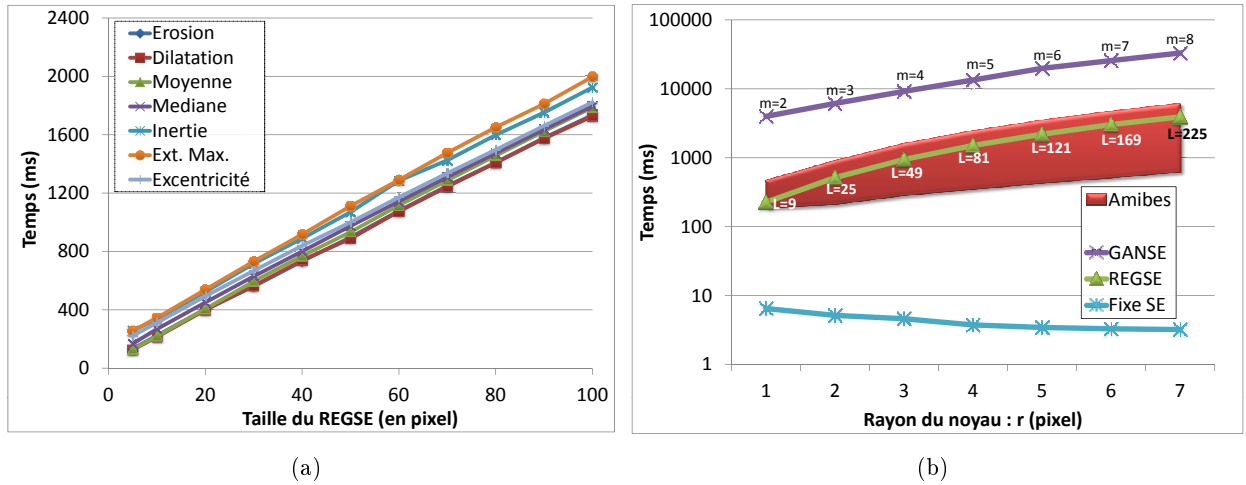 2400
2000
1600
1200
800
400
0
Temps (ms)
Erosion
Dilatation
Moyenne
Mediane
Inertie
Ext. Max.
Excentricité
0 20 40 60 80 100
Taille du REGSE (en pixel)
(a)
100000
10000
1000
100
10
1
Temps (ms)
m=2
m=3
m=4
m=5
m=6
m=7
m=8
L=9
L=25
L=49
L=81
L=121
L=169
L=225
Amibes
GANSE
REGSE
Fixe SE
1 2 3 4 5 6 7
Rayon du noyau : r (pixel)
(b)